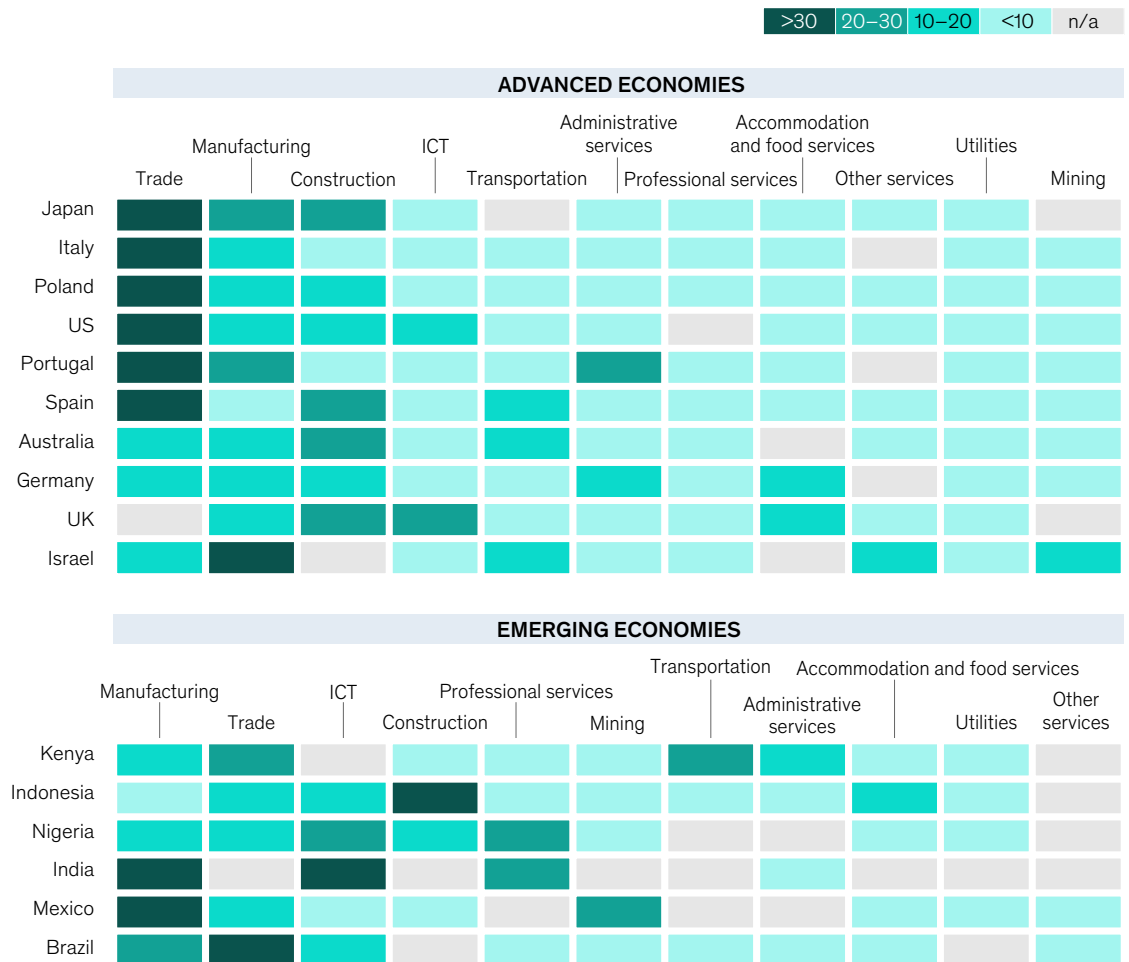 >30 20–30 10–20 <10 n/a
ADVANCED ECONOMIES
Administrative Accommodation
Manufacturing ICT services and food services Utilities
Trade Construction Transportation Professional services Other services Mining
Japan
Italy
Poland
US
Portugal
Spain
Australia
Germany
UK
Israel
EMERGING ECONOMIES
Transportation Accommodation and food services
Manufacturing ICT Professional services Other
Administrative
Trade Construction Mining services Utilities services
Kenya
Indonesia
Nigeria
India
Mexico
Brazil